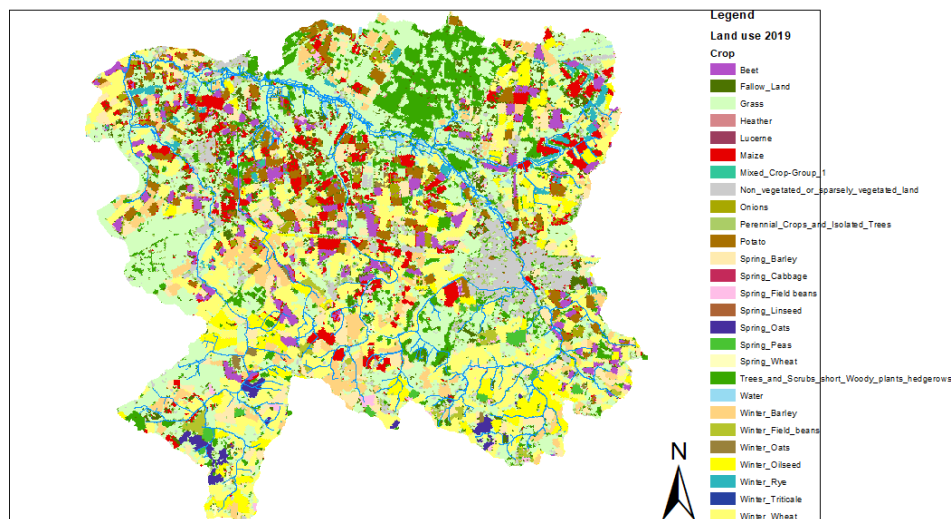 Legend
Land use 2019
Crop
Beet
Fallow_Land
Grass
Heather
Lucerne
Maize
Mixed_Crop-Group_1
Non_vegetated_or_sparsely_vegetated_land
Onions
Perennial_Crops_and_Isolated_Trees
Potato
Spring_Barley
Spring_Cabbage
Spring_Field beans
Spring_Linseed
Spring_Oats
Spring_Peas
Spring_Wheat
Trees_and_Scrubs_short_Woody_plants_hedgerows
Water
Winter_Barley
Winter_Field_beans
Winter_Oats
Winter_Oilseed
Winter_Rye
Winter_Triticale
Winter_Wheat
N